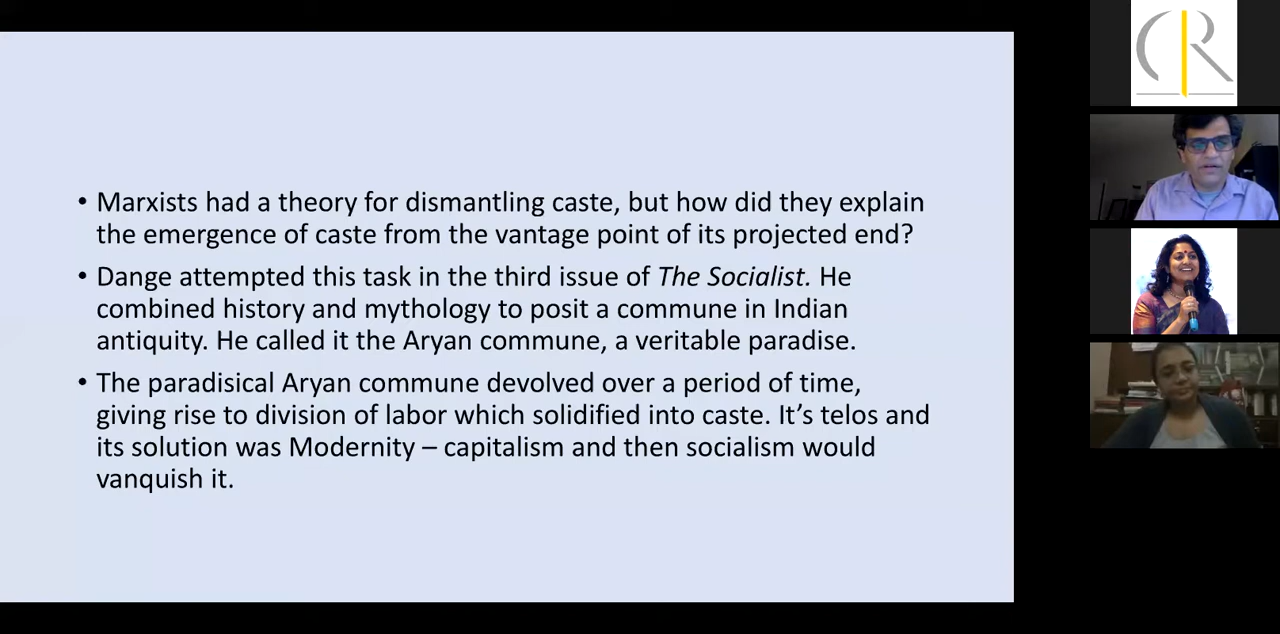 • Marxists had a theory for dismantling caste, but how did they explain
the emergence of caste from the vantage point of its projected end?
• Dange attempted this task in the third issue of The Socialist. He
combined history and mythology to posit a commune in Indian
antiquity. He called it the Aryan commune, a veritable paradise.
• The paradisical Aryan commune devolved over a period of time,
giving rise to division of labor which solidified into caste. It’s telos and
its solution was Modernity – capitalism and then socialism would
vanquish it.